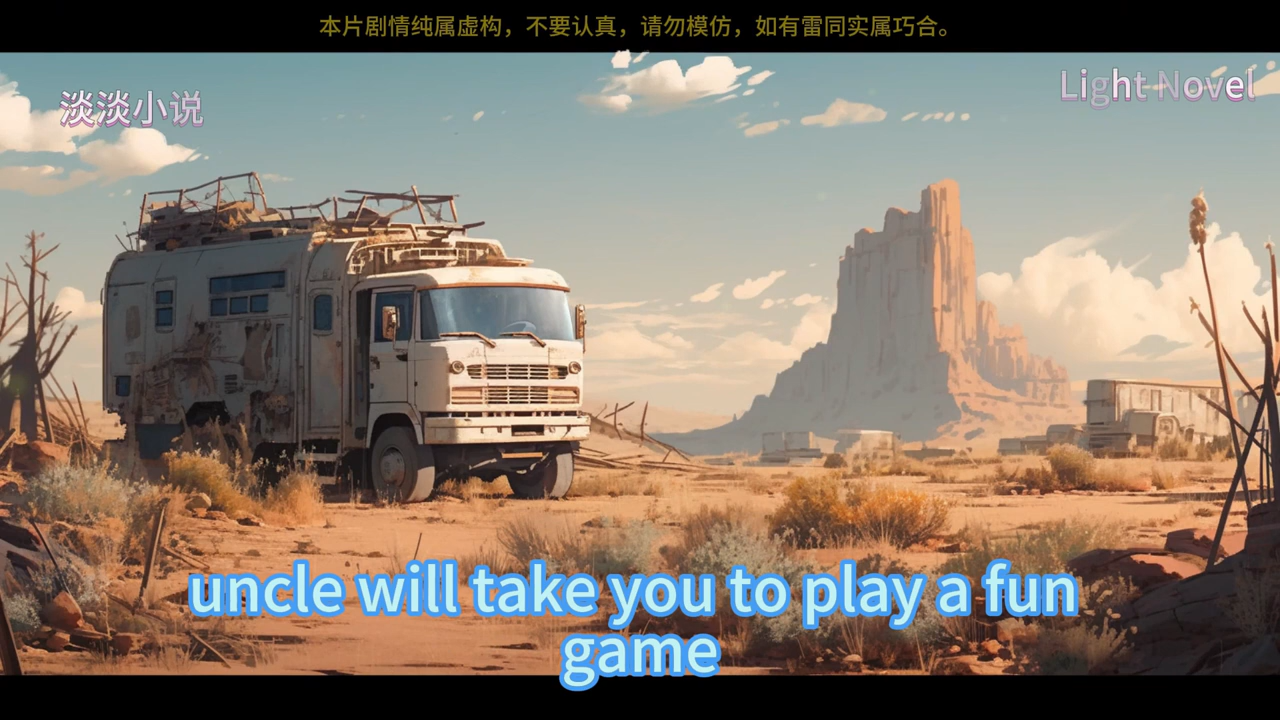 本片剧情纯属虚构，不要认真，请勿模仿，如有雷同实属巧合。
淡淡小说
Light Novel
uncle will take you to play a fun
game